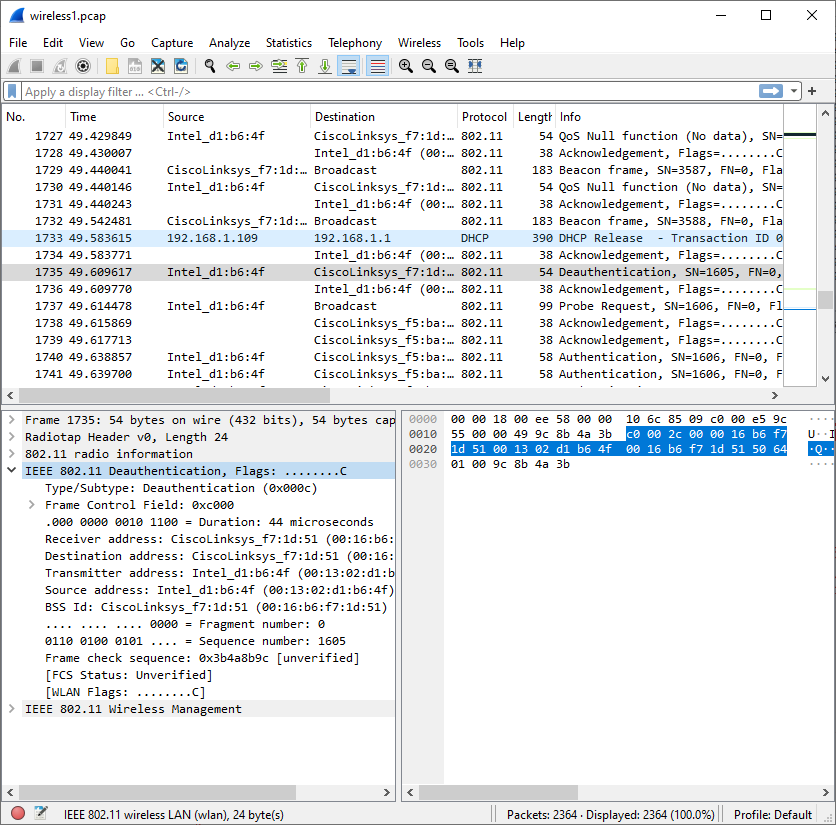 wireless1.pcap
File Edit View Go Capture Analyze Statistics Telephony Wireless Tools Help
Apply a display filter ... <Ctrl-/>
No. Time Source Destination Protocol Length Info
1727 49.429849 Intel_d1:b6:4f CiscoLinksys_f7:1d:… 802.11 54 QoS Null function (No data), SN=
1728 49.430007 Intel_d1:b6:4f (00:… 802.11 38 Acknowledgement, Flags=........C
1729 49.440041 CiscoLinksys_f7:1d:… Broadcast 802.11 183 Beacon frame, SN=3587, FN=0, Fla
1730 49.440146 Intel_d1:b6:4f CiscoLinksys_f7:1d:… 802.11 54 QoS Null function (No data), SN=
1731 49.440243 Intel_d1:b6:4f (00:… 802.11 38 Acknowledgement, Flags=........C
1732 49.542481 CiscoLinksys_f7:1d:… Broadcast 802.11 183 Beacon frame, SN=3588, FN=0, Fla
1733 49.583615 192.168.1.109 192.168.1.1 DHCP 390 DHCP Release - Transaction ID 0
1734 49.583771 Intel_d1:b6:4f (00:… 802.11 38 Acknowledgement, Flags=........C
1735 49.609617 Intel_d1:b6:4f CiscoLinksys_f7:1d:… 802.11 54 Deauthentication, SN=1605, FN=0,
1736 49.609770 Intel_d1:b6:4f (00:… 802.11 38 Acknowledgement, Flags=........C
1737 49.614478 Intel_d1:b6:4f Broadcast 802.11 99 Probe Request, SN=1606, FN=0, Fl
1738 49.615869 CiscoLinksys_f5:ba:… 802.11 38 Acknowledgement, Flags=........C
1739 49.617713 CiscoLinksys_f5:ba:… 802.11 38 Acknowledgement, Flags=........C
1740 49.638857 Intel_d1:b6:4f CiscoLinksys_f5:ba:… 802.11 58 Authentication, SN=1606, FN=0, F
1741 49.639700 Intel_d1:b6:4f CiscoLinksys_f5:ba:… 802.11 58 Authentication, SN=1606, FN=0, F
Frame 1735: 54 bytes on wire (432 bits), 54 bytes cap
Radiotap Header v0, Length 24
802.11 radio information
IEEE 802.11 Deauthentication, Flags: ........C
Type/Subtype: Deauthentication (0x000c)
Frame Control Field: 0xc000
.000 0000 0010 1100 = Duration: 44 microseconds
Receiver address: CiscoLinksys_f7:1d:51 (00:16:b6:
Destination address: CiscoLinksys_f7:1d:51 (00:16:
Transmitter address: Intel_d1:b6:4f (00:13:02:d1:b
Source address: Intel_d1:b6:4f (00:13:02:d1:b6:4f)
BSS Id: CiscoLinksys_f7:1d:51 (00:16:b6:f7:1d:51)
.... .... .... 0000 = Fragment number: 0
0110 0100 0101 .... = Sequence number: 1605
Frame check sequence: 0x3b4a8b9c [unverified]
[FCS Status: Unverified]
[WLAN Flags: ........C]
IEEE 802.11 Wireless Management
0000 00 00 18 00 ee 58 00 00 10 6c 85 09 c0 00 e5 9c ····
0010 55 00 00 49 9c 8b 4a 3b c0 00 2c 00 00 16 b6 f7 U··I
0020 1d 51 00 13 02 d1 b6 4f 00 16 b6 f7 1d 51 50 64 ·Q··
0030 01 00 9c 8b 4a 3b ····
IEEE 802.11 wireless LAN (wlan), 24 byte(s) Packets: 2364 · Displayed: 2364 (100.0%) Profile: Default